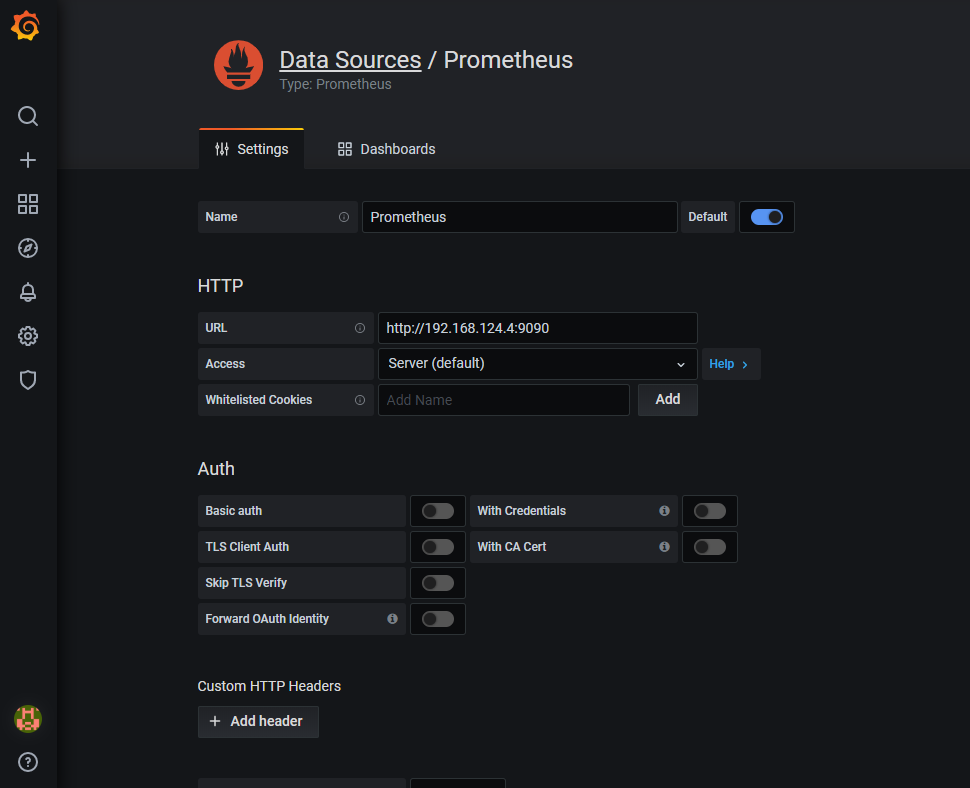 Data Sources / Prometheus
Type: Prometheus
Settings
Dashboards
Name
Prometheus
Default
HTTP
URL
http://192.168.124.4:9090
Access
Server (default)
Help
Whitelisted Cookies
Add Name
Add
Auth
Basic auth
With Credentials
TLS Client Auth
With CA Cert
Skip TLS Verify
Forward OAuth Identity
Custom HTTP Headers
Add header